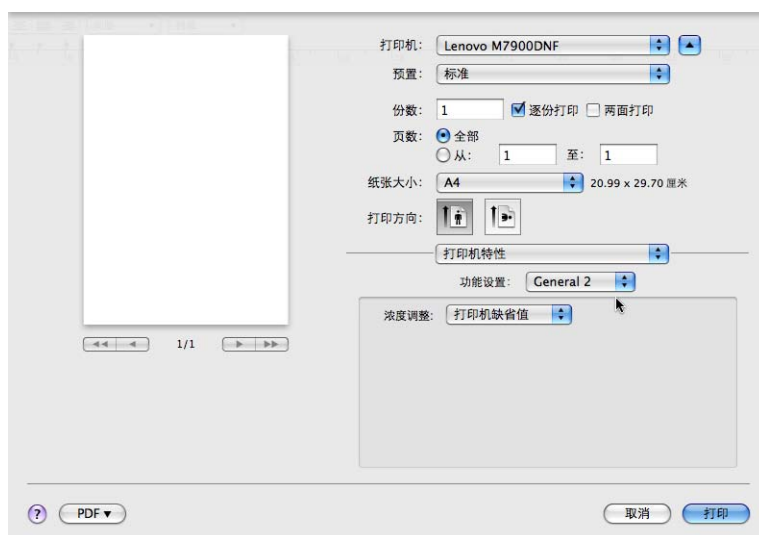 打印机: Lenovo M7900DNF
预置: 标准
份数: 1 逐份打印 两面打印
页数: 全部
从: 1 至: 1
纸张大小: A4 20.99 x 29.70 厘米
打印方向:
打印机特性
功能设置: General 2
浓度调整: 打印机缺省值
1/1
? PDF 取消 打印